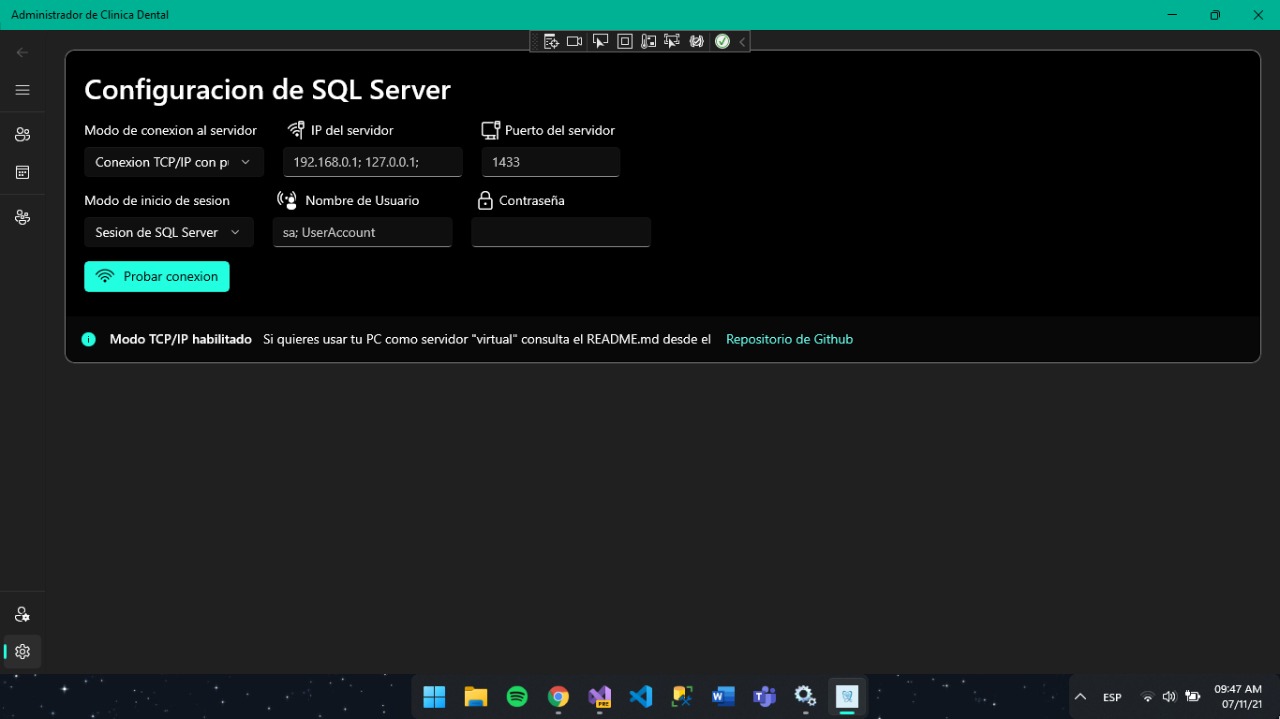 Administrador de Clinica Dental
Configuracion de SQL Server
Modo de conexion al servidor IP del servidor Puerto del servidor
Conexion TCP/IP con pu 192.168.0.1; 127.0.0.1; 1433
Modo de inicio de sesion Nombre de Usuario Contraseña
Sesion de SQL Server sa; UserAccount
Probar conexion
Modo TCP/IP habilitado Si quieres usar tu PC como servidor "virtual" consulta el README.md desde el Repositorio de Github
PRE
ESP
09:47 AM
07/11/21